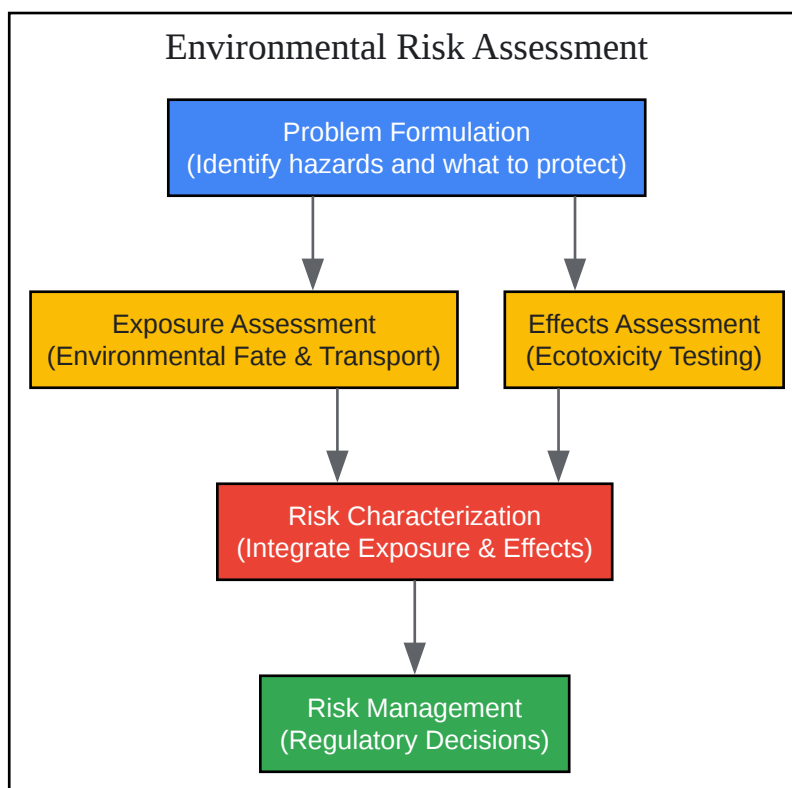 Environmental Risk Assessment
Problem Formulation
(Identify hazards and what to protect)
Exposure Assessment
(Environmental Fate & Transport)
Effects Assessment
(Ecotoxicity Testing)
Risk Characterization
(Integrate Exposure & Effects)
Risk Management
(Regulatory Decisions)